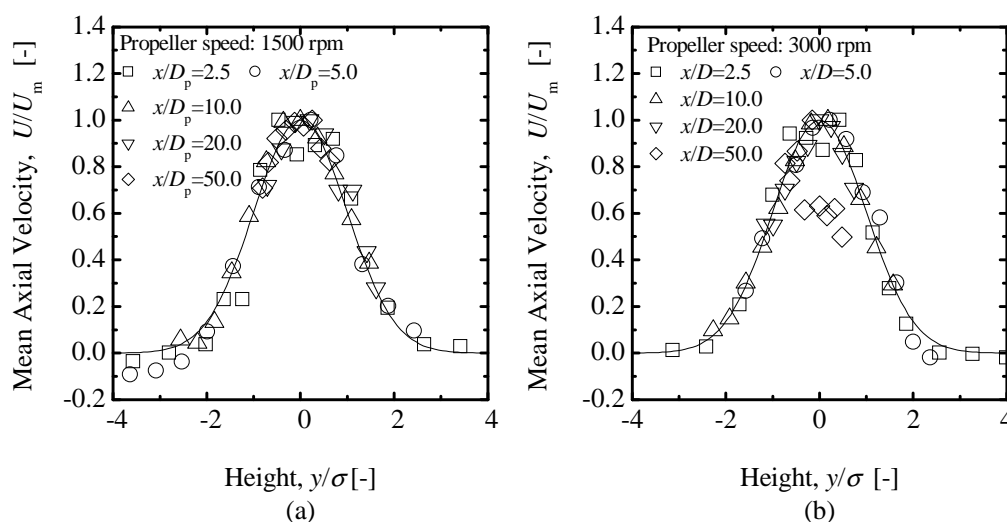 Propeller speed: 1500 rpm
x/Dp=2.5 x/Dp=5.0
x/Dp=10.0
x/Dp=20.0
x/Dp=50.0
Mean Axial Velocity, U/Um [-]
1.4
1.2
1.0
0.8
0.6
0.4
0.2
0.0
-0.2
-4 -2 0 2 4
Height, y/σ [-]
(a)
Propeller speed: 3000 rpm
x/D=2.5 x/D=5.0
x/D=10.0
x/D=20.0
x/D=50.0
Mean Axial Velocity, U/Um [-]
1.4
1.2
1.0
0.8
0.6
0.4
0.2
0.0
-0.2
-4 -2 0 2 4
Height, y/σ [-]
(b)